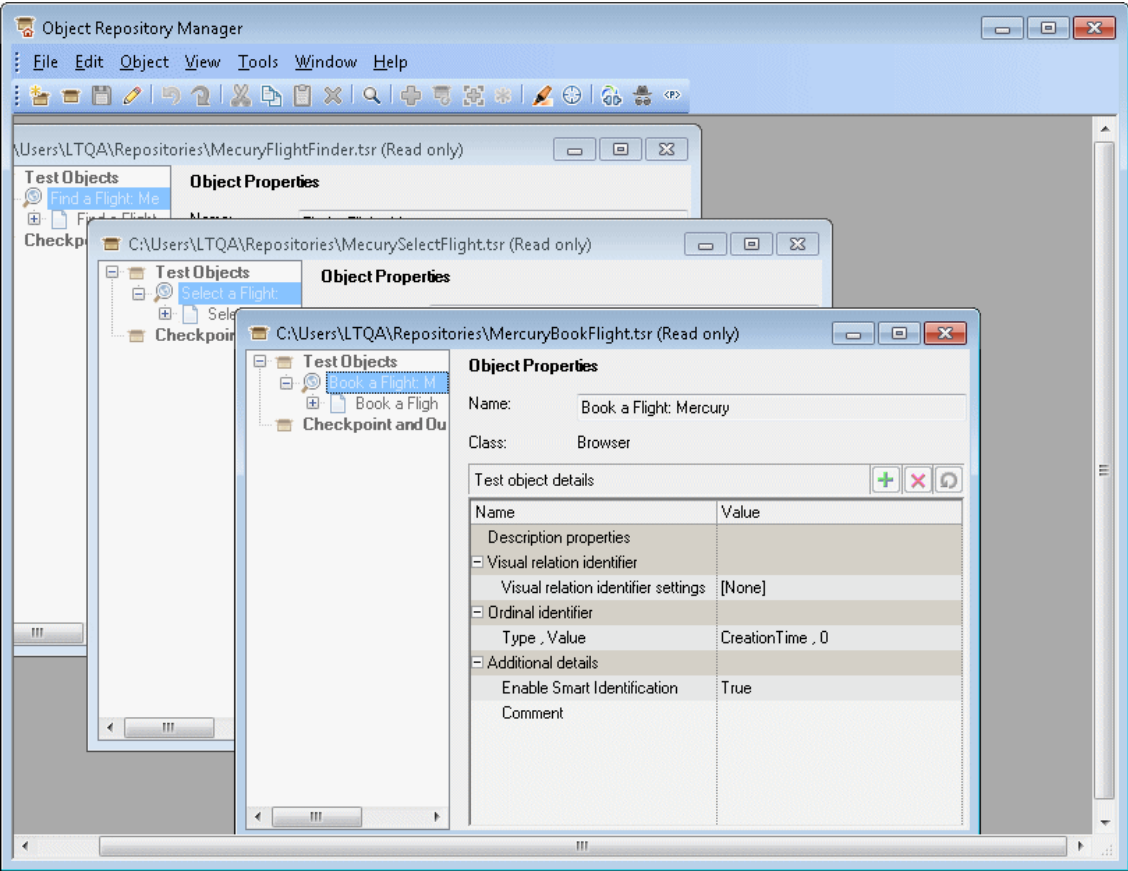 Object Repository Manager
File Edit Object View Tools Window Help
\Users\LTQA\Repositories\MecuryFlightFinder.tsr (Read only)
Test Objects
Find a Flight: Me
Object Properties
C:\Users\LTQA\Repositories\MecurySelectFlight.tsr (Read only)
Test Objects
Select a Flight:
Sele
Checkpoin
Object Properties
C:\Users\LTQA\Repositories\MercuryBookFlight.tsr (Read only)
Test Objects
Book a Flight: M
Book a Fligh
Checkpoint and Ou
Object Properties
Name: Book a Flight: Mercury
Class: Browser
Test object details
Name Value
Description properties
Visual relation identifier
Visual relation identifier settings [None]
Ordinal identifier
Type , Value CreationTime , 0
Additional details
Enable Smart Identification True
Comment